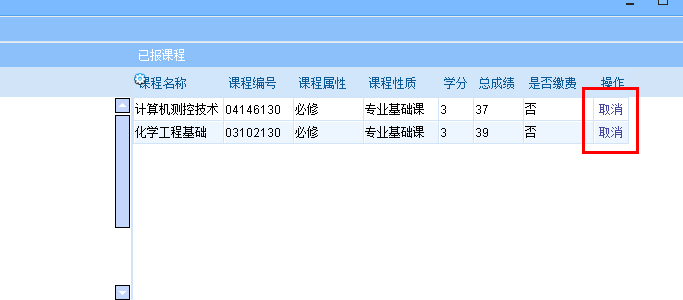 已报课程
课程名称 课程编号 课程属性 课程性质 学分 总成绩 是否缴费 操作
计算机测控技术 04146130 必修 专业基础课 3 37 否 取消
化学工程基础 03102130 必修 专业基础课 3 39 否 取消